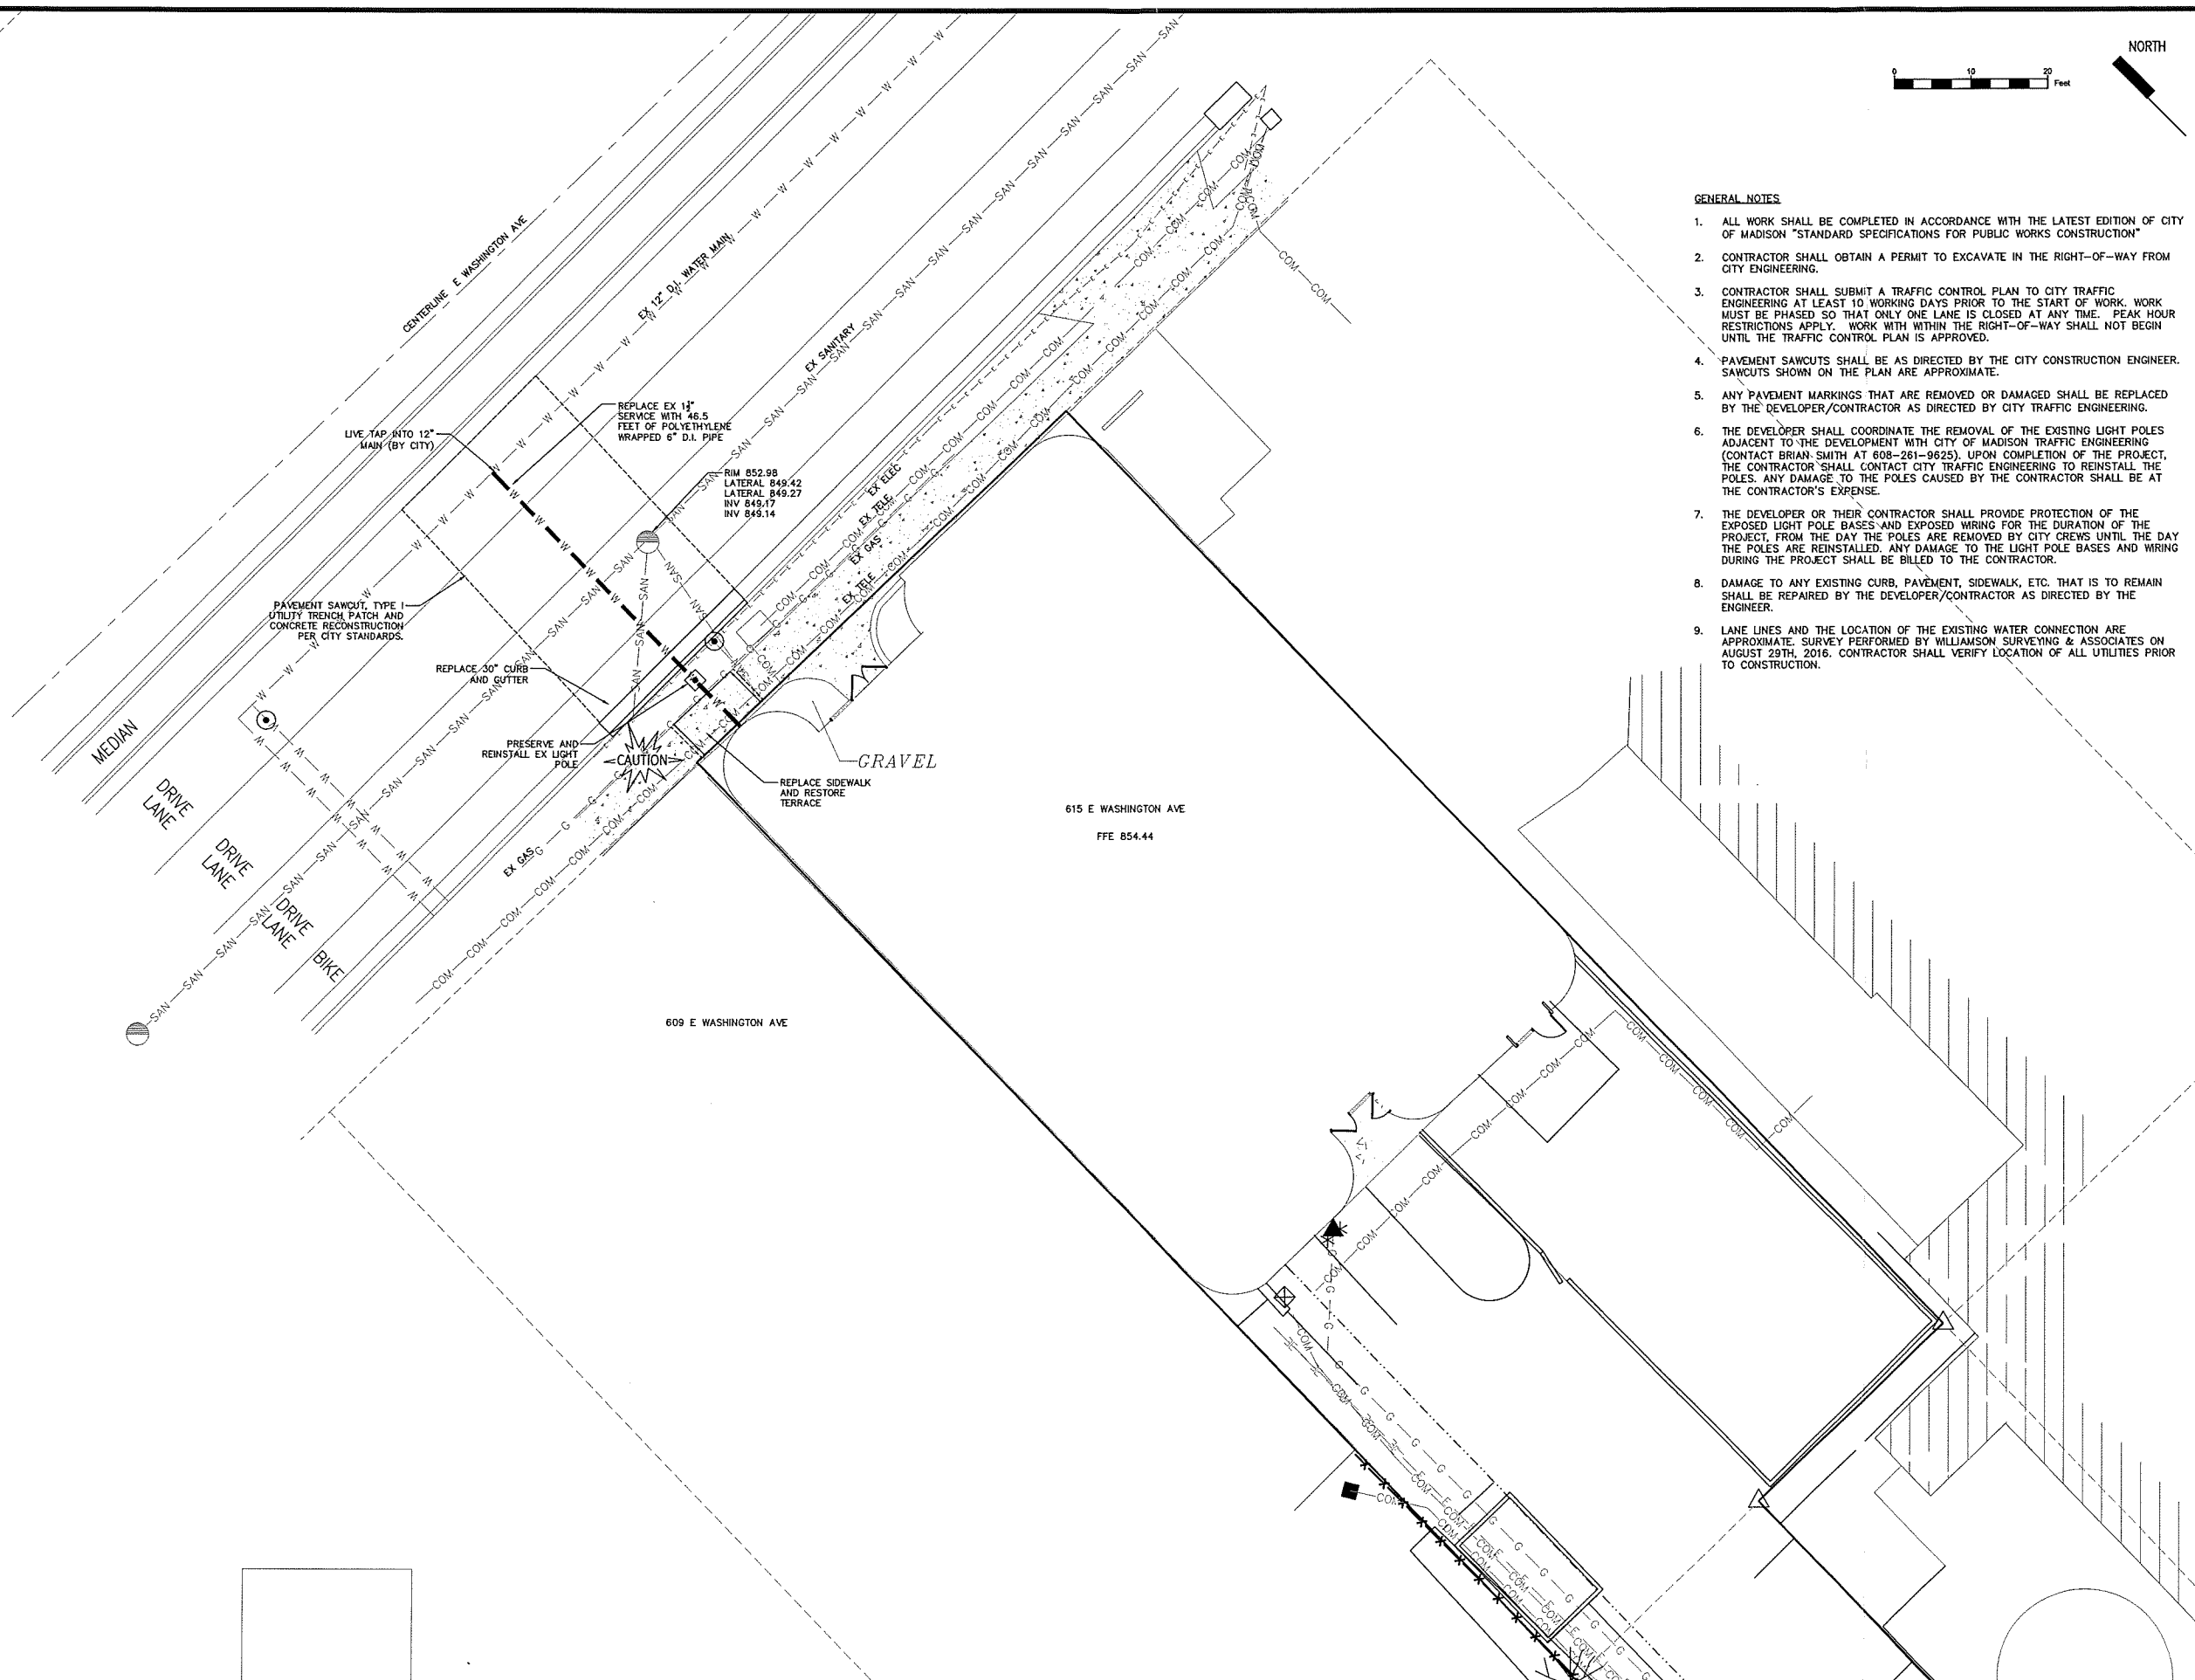 NORTH
0 10 20
Feet
GENERAL NOTES
1. ALL WORK SHALL BE COMPLETED IN ACCORDANCE WITH THE LATEST EDITION OF CITY
OF MADISON "STANDARD SPECIFICATIONS FOR PUBLIC WORKS CONSTRUCTION"
2. CONTRACTOR SHALL OBTAIN A PERMIT TO EXCAVATE IN THE RIGHT-OF-WAY FROM
CITY ENGINEERING.
3. CONTRACTOR SHALL SUBMIT A TRAFFIC CONTROL PLAN TO CITY TRAFFIC
ENGINEERING AT LEAST 10 WORKING DAYS PRIOR TO THE START OF WORK. WORK
MUST BE PHASED SO THAT ONLY ONE LANE IS CLOSED AT ANY TIME. PEAK HOUR
RESTRICTIONS APPLY. WORK WITH WITHIN THE RIGHT-OF-WAY SHALL NOT BEGIN
UNTIL THE TRAFFIC CONTROL PLAN IS APPROVED.
4. PAVEMENT SAWCUTS SHALL BE AS DIRECTED BY THE CITY CONSTRUCTION ENGINEER.
SAWCUTS SHOWN ON THE PLAN ARE APPROXIMATE.
5. ANY PAVEMENT MARKINGS THAT ARE REMOVED OR DAMAGED SHALL BE REPLACED
BY THE DEVELOPER/CONTRACTOR AS DIRECTED BY CITY TRAFFIC ENGINEERING.
6. THE DEVELOPER SHALL COORDINATE THE REMOVAL OF THE EXISTING LIGHT POLES
ADJACENT TO THE DEVELOPMENT WITH CITY OF MADISON TRAFFIC ENGINEERING
(CONTACT BRIAN SMITH AT 608-261-9625). UPON COMPLETION OF THE PROJECT,
THE CONTRACTOR SHALL CONTACT CITY TRAFFIC ENGINEERING TO REINSTALL THE
POLES. ANY DAMAGE TO THE POLES CAUSED BY THE CONTRACTOR SHALL BE AT
THE CONTRACTOR'S EXPENSE.
7. THE DEVELOPER OR THEIR CONTRACTOR SHALL PROVIDE PROTECTION OF THE
EXPOSED LIGHT POLE BASES AND EXPOSED WIRING FOR THE DURATION OF THE
PROJECT, FROM THE DAY THE POLES ARE REMOVED BY CITY CREWS UNTIL THE DAY
THE POLES ARE REINSTALLED. ANY DAMAGE TO THE LIGHT POLE BASES AND WIRING
DURING THE PROJECT SHALL BE BILLED TO THE CONTRACTOR.
8. DAMAGE TO ANY EXISTING CURB, PAVEMENT, SIDEWALK, ETC. THAT IS TO REMAIN
SHALL BE REPAIRED BY THE DEVELOPER/CONTRACTOR AS DIRECTED BY THE
ENGINEER.
9. LANE LINES AND THE LOCATION OF THE EXISTING WATER CONNECTION ARE
APPROXIMATE. SURVEY PERFORMED BY WILLIAMSON SURVEYING & ASSOCIATES ON
AUGUST 29TH, 2016. CONTRACTOR SHALL VERIFY LOCATION OF ALL UTILITIES PRIOR
TO CONSTRUCTION.
CENTERLINE E WASHINGTON AVE
EX 12" D.I. WATER MAIN
EX SANITARY
LIVE TAP INTO 12"
MAIN (BY CITY)
REPLACE EX 1½"
SERVICE WITH 46.5
FEET OF POLYETHYLENE
WRAPPED 6" D.I. PIPE
RIM 852.98
LATERAL 849.42
LATERAL 849.27
INV 849.17
INV 849.14
EX ELEC
EX TELE
EX GAS
EX TELE
PAVEMENT SAWCUT, TYPE I
UTILITY TRENCH PATCH AND
CONCRETE RECONSTRUCTION
PER CITY STANDARDS.
REPLACE 30" CURB
AND GUTTER
PRESERVE AND
REINSTALL EX LIGHT
POLE
CAUTION
GRAVEL
REPLACE SIDEWALK
AND RESTORE
TERRACE
EX GAS
MEDIAN
DRIVE
LANE
DRIVE
LANE
DRIVE
LANE
BIKE
615 E WASHINGTON AVE
FFE 854.44
609 E WASHINGTON AVE